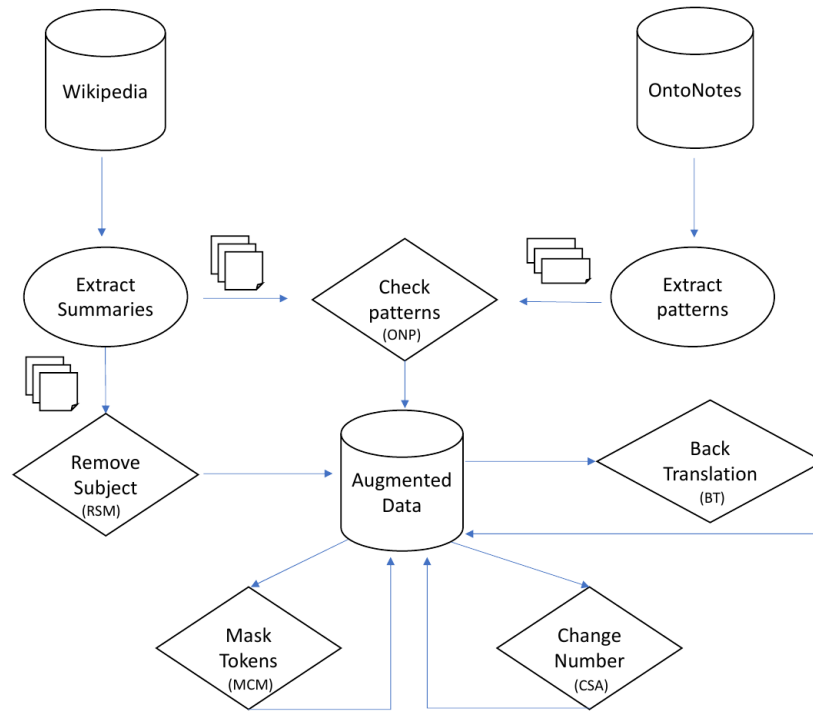 Wikipedia
OntoNotes
Extract
Summaries
Check
patterns
(ONP)
Extract
patterns
Remove
Subject
(RSM)
Augmented
Data
Back
Translation
(BT)
Mask
Tokens
(MCM)
Change
Number
(CSA)